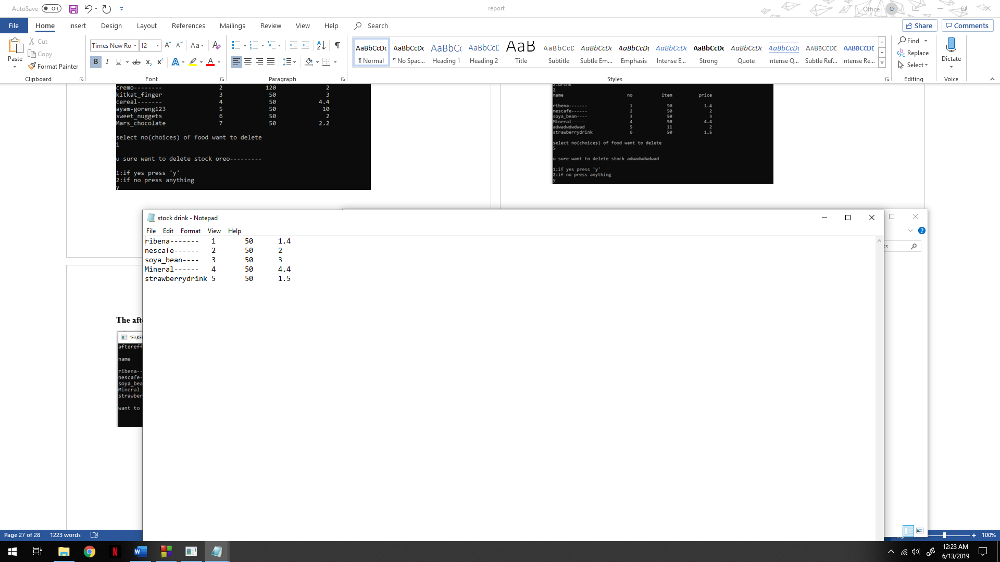 AutoSave Off
report
Office O
File Home Insert Design Layout References Mailings Review View Help Search
Share Comments
Paste
Cut
Copy
Format Painter
Clipboard
Times New Ro 12
Font
Paragraph
AaBbCcDc AaBbCcDc AaBbCc AaBbCcD AaB AaBbCcD AaBbCcDc AaBbCcDc AaBbCcDc AaBbCcDc AaBbCcDc AaBbCcDc AaBbCcDc AaBbCcDc
¶ Normal ¶ No Spac... Heading 1 Heading 2 Title Subtitle Subtle Em... Emphasis Intense E... Strong Quote Intense Q... Subtle Ref... Intense Re...
Styles
Find
Replace
Select
Editing
Dictate
Voice
cremo-------- 2 120 2
kitkat_finger 3 50 3
cereal------- 4 50 4.4
ayam-goreng123 5 50 10
sweet_nuggets 6 50 2
Mars_chocolate 7 50 2.2
select no(choices) of food want to delete
1
u sure want to delete stock oreo---------
1:if yes press 'y'
2:if no press anything
y
2.drink
2
name no item price
ribena------- 1 50 1.4
nescafe------ 2 50 2
soya_bean---- 3 50 3
Mineral------ 4 50 4.4
adwadwdwdwad 5 11 2
strawberrydrink 6 50 1.5
select no(choices) of food want to delete
5
u sure want to delete stock adwadwdwdwad
1:if yes press 'y'
2:if no press anything
y
stock drink - Notepad
File Edit Format View Help
ribena------- 1 50 1.4
nescafe------ 2 50 2
soya_bean---- 3 50 3
Mineral------ 4 50 4.4
strawberrydrink 5 50 1.5
The aft
"F:\KE
aftereff
name
ribena--
nescafe-
soya_bea
Mineral-
strawber
want to
Page 27 of 28 1223 words
100%
12:23 AM
6/13/2019